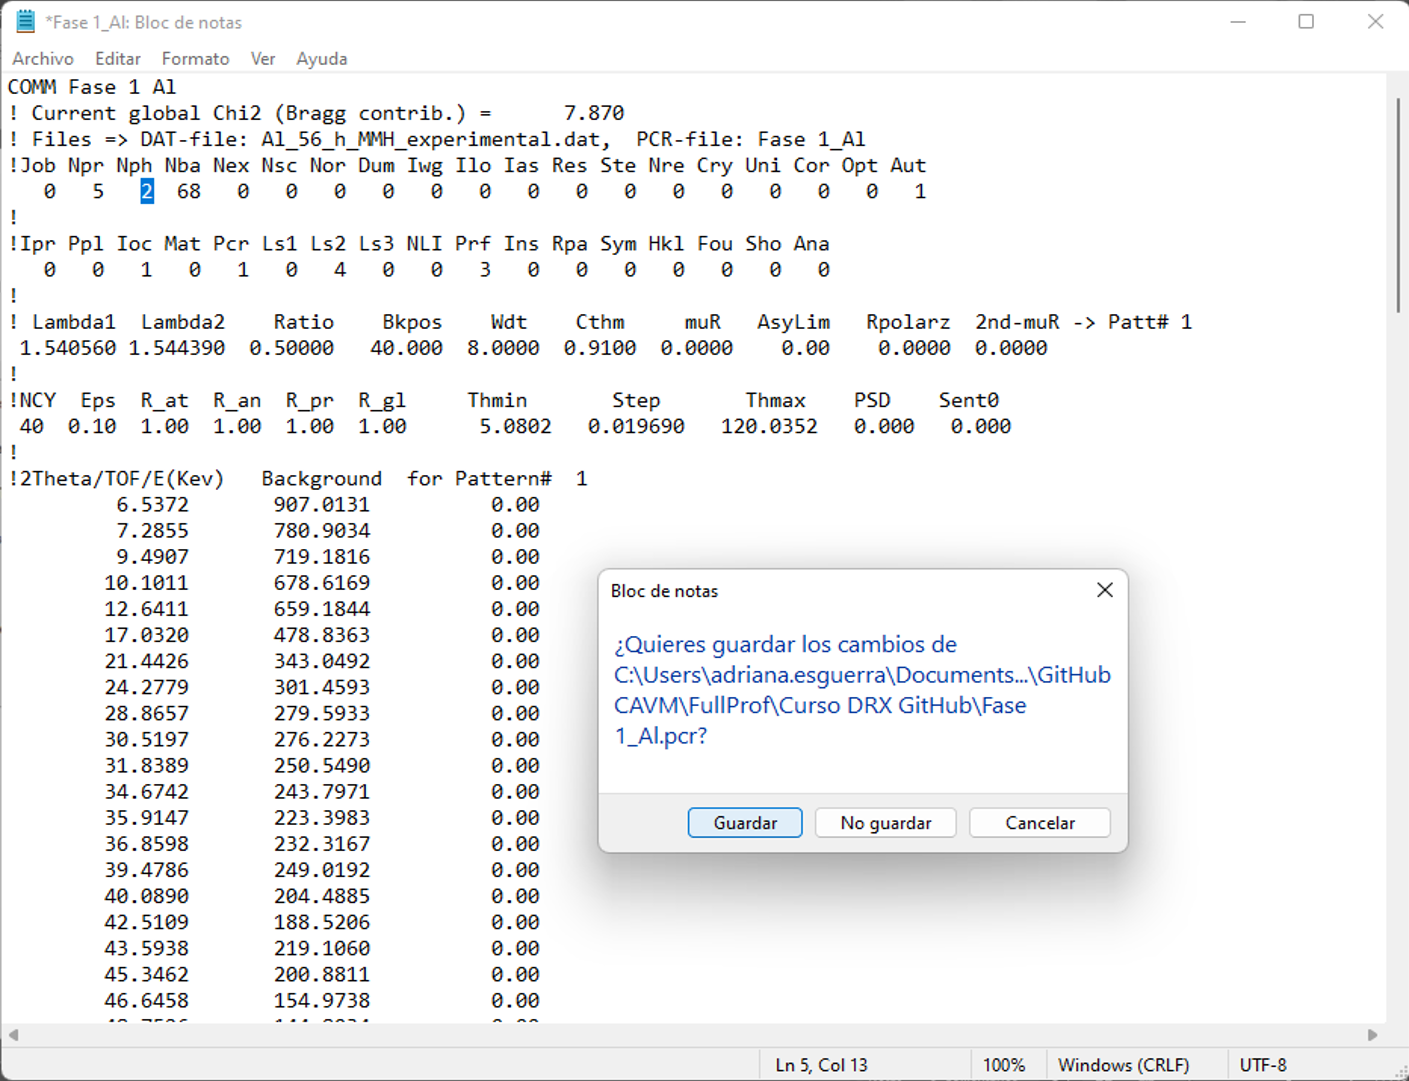 *Fase 1_Al: Bloc de notas
Archivo Editar Formato Ver Ayuda
COMM Fase 1 Al
! Current global Chi2 (Bragg contrib.) = 7.870
! Files => DAT-file: Al_56_h_MMH_experimental.dat, PCR-file: Fase 1_Al
!Job Npr Nph Nba Nex Nsc Nor Dum Iwg Ilo Ias Res Ste Nre Cry Uni Cor Opt Aut
0 5 2 68 0 0 0 0 0 0 0 0 0 0 0 0 0 0 1
!
!Ipr Ppl Ioc Mat Pcr Ls1 Ls2 Ls3 NLI Prf Ins Rpa Sym Hkl Fou Sho Ana
0 0 1 0 1 0 4 0 0 3 0 0 0 0 0 0 0
!
! Lambda1 Lambda2 Ratio Bkpos Wdt Cthm muR AsyLim Rpolarz 2nd-muR -> Patt# 1
1.540560 1.544390 0.50000 40.000 8.0000 0.9100 0.0000 0.00 0.0000 0.0000
!
!NCY Eps R_at R_an R_pr R_gl Thmin Step Thmax PSD Sent0
40 0.10 1.00 1.00 1.00 1.00 5.0802 0.019690 120.0352 0.000 0.000
!
!2Theta/TOF/E(Kev) Background for Pattern# 1
6.5372 907.0131 0.00
7.2855 780.9034 0.00
9.4907 719.1816 0.00
10.1011 678.6169 0.00
12.6411 659.1844 0.00
17.0320 478.8363 0.00
21.4426 343.0492 0.00
24.2779 301.4593 0.00
28.8657 279.5933 0.00
30.5197 276.2273 0.00
31.8389 250.5490 0.00
34.6742 243.7971 0.00
35.9147 223.3983 0.00
36.8598 232.3167 0.00
39.4786 249.0192 0.00
40.0890 204.4885 0.00
42.5109 188.5206 0.00
43.5938 219.1060 0.00
45.3462 200.8811 0.00
46.6458 154.9738 0.00
Bloc de notas
¿Quieres guardar los cambios de
C:\Users\adriana.esguerra\Documents...\GitHub
CAVM\FullProf\Curso DRX GitHub\Fase
1_Al.pcr?
Guardar No guardar Cancelar
Ln 5, Col 13 100% Windows (CRLF) UTF-8